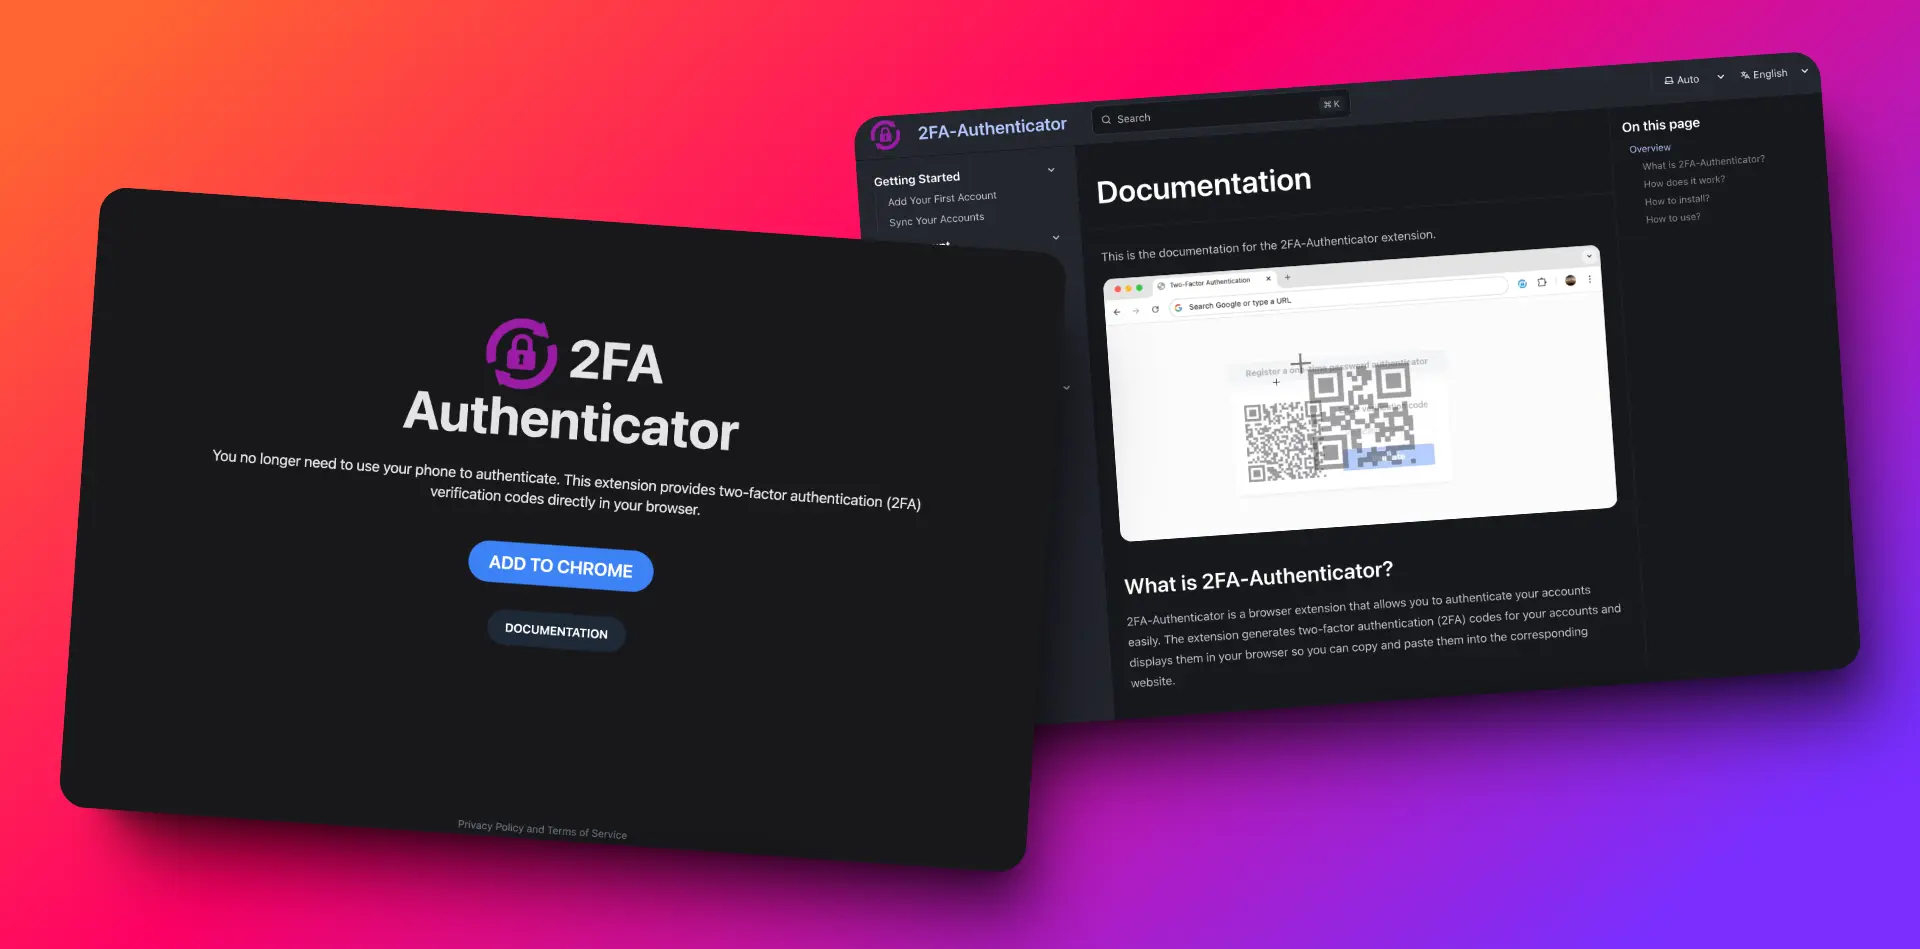 2FA
Authenticator
You no longer need to use your phone to authenticate. This extension provides two-factor authentication (2FA)
verification codes directly in your browser.
ADD TO CHROME
DOCUMENTATION
Privacy Policy and Terms of Service
2FA-Authenticator
Search
⌘ K
Auto
English
Getting Started
Add Your First Account
Sync Your Accounts
Documentation
This is the documentation for the 2FA-Authenticator extension.
Two-Factor Authentication
Search Google or type a URL
Register a one-time password authenticator
code
What is 2FA-Authenticator?
2FA-Authenticator is a browser extension that allows you to authenticate your accounts
easily. The extension generates two-factor authentication (2FA) codes for your accounts and
displays them in your browser so you can copy and paste them into the corresponding
website.
On this page
Overview
What is 2FA-Authenticator?
How does it work?
How to install?
How to use?